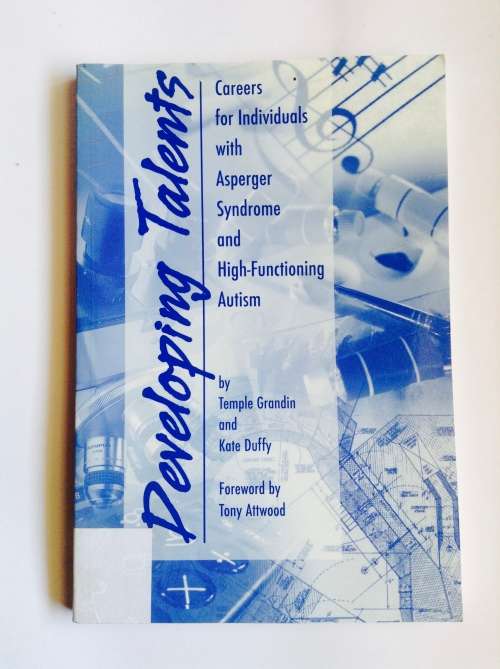 Developing Talents
Careers
for Individuals
with
Asperger
Syndrome
and
High-Functioning
Autism
by
Temple Grandin
and
Kate Duffy
Foreword by
Tony Attwood